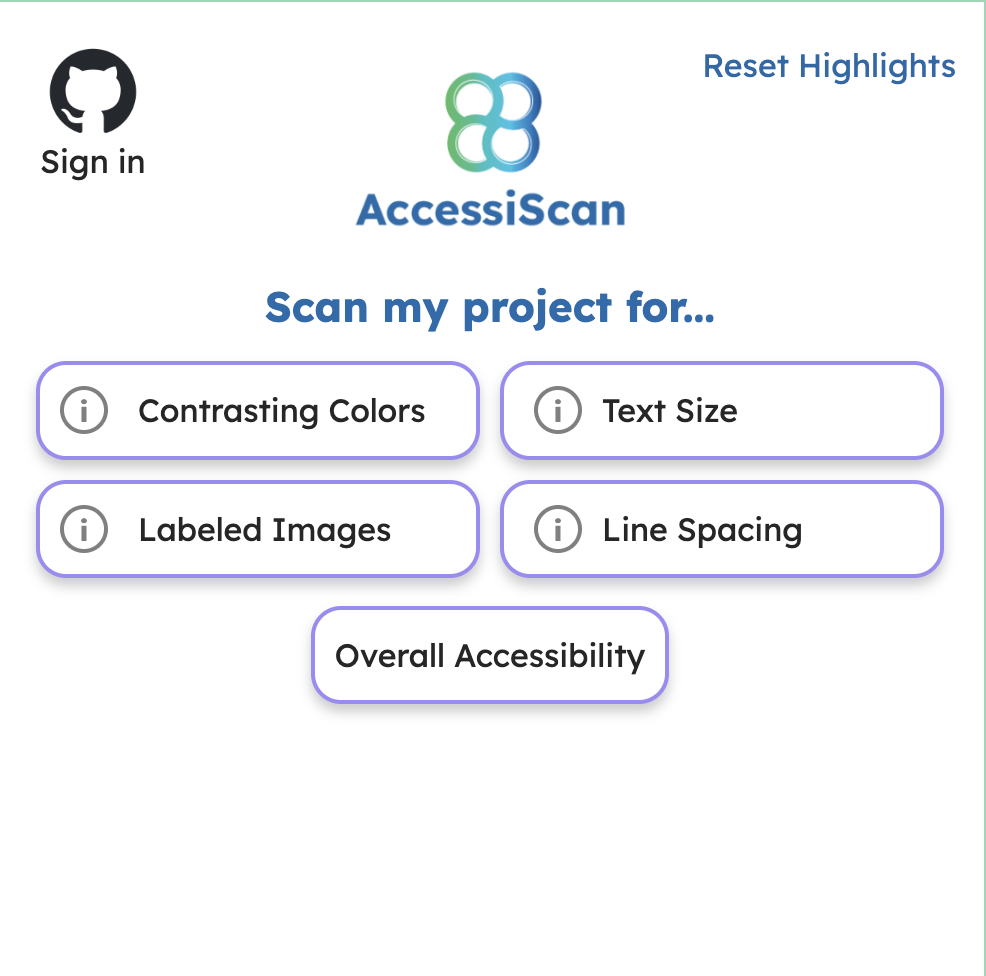 Reset Highlights
Sign in
AccessiScan
Scan my project for...
Contrasting Colors
Text Size
Labeled Images
Line Spacing
Overall Accessibility